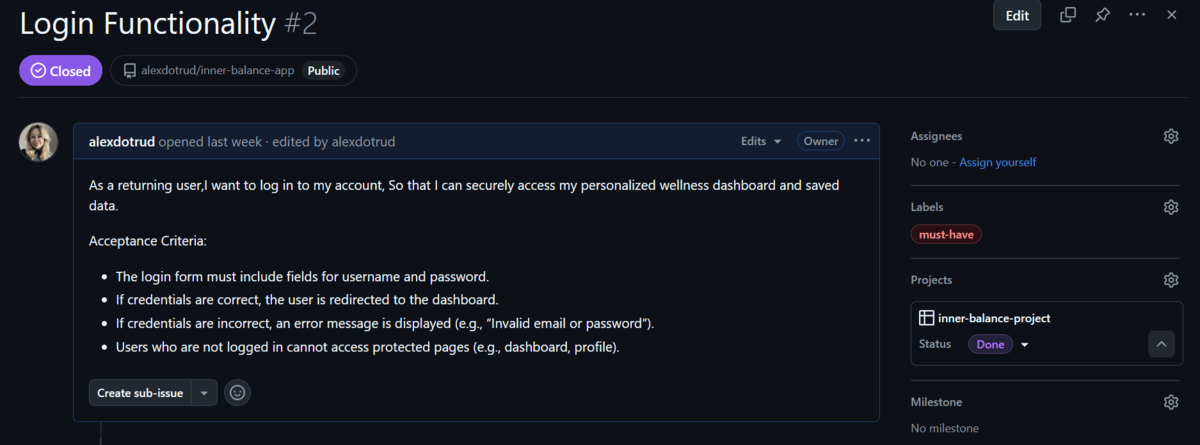 Login Functionality #2
Edit
Closed
alexdotrud/inner-balance-app Public
alexdotrud opened last week · edited by alexdotrud
Edits
Owner
As a returning user,I want to log in to my account, So that I can securely access my personalized wellness dashboard and saved
data.
Acceptance Criteria:
• The login form must include fields for username and password.
• If credentials are correct, the user is redirected to the dashboard.
• If credentials are incorrect, an error message is displayed (e.g., “Invalid email or password”).
• Users who are not logged in cannot access protected pages (e.g., dashboard, profile).
Create sub-issue
Assignees
No one - Assign yourself
Labels
must-have
Projects
inner-balance-project
Status Done
Milestone
No milestone